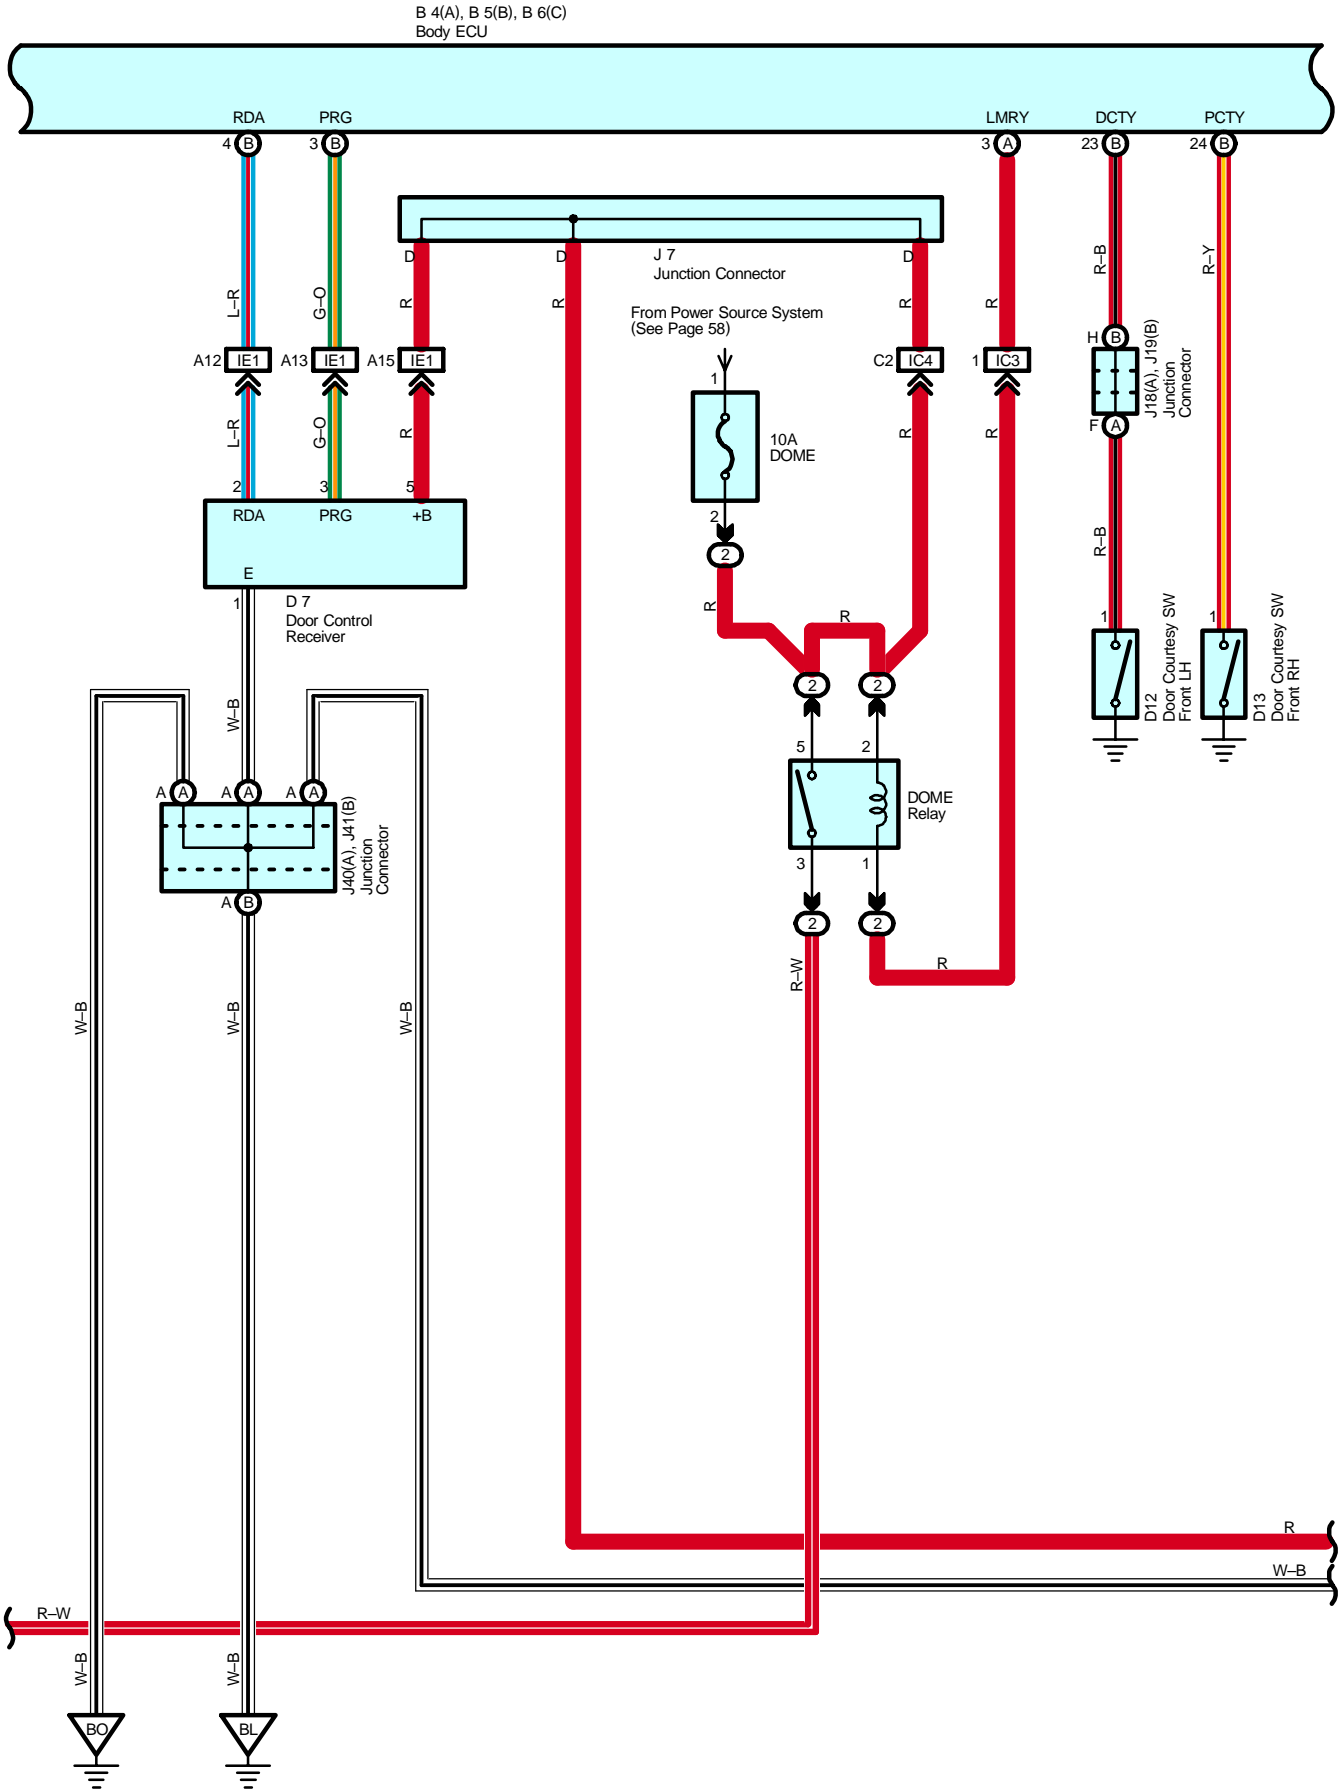 B 4(A), B 5(B), B 6(C)
Body ECU
RDA
PRG
LMRY
DCTY
PCTY
4 B
3 B
3 A
23 B
24 B
D
D
D
J 7
Junction Connector
From Power Source System
(See Page 58)
L–R
G–O
R
R
R
R
R–B
R–Y
A12 IE1
A13 IE1
A15 IE1
C2 IC4
1 IC3
H B
F A
J18(A), J19(B)
Junction
Connector
1
10A
DOME
2
2
L–R
G–O
R
R
R
R–B
2
3
5
RDA
PRG
+B
E
1
D 7
Door Control
Receiver
R
R
2
2
1
D12
Door Courtesy SW
Front LH
1
D13
Door Courtesy SW
Front RH
W–B
5
2
DOME
Relay
3
1
2
2
R
R–W
A A
A A
A A
J40(A), J41(B)
Junction
Connector
A B
W–B
W–B
W–B
R
W–B
R–W
W–B
W–B
BO
BL